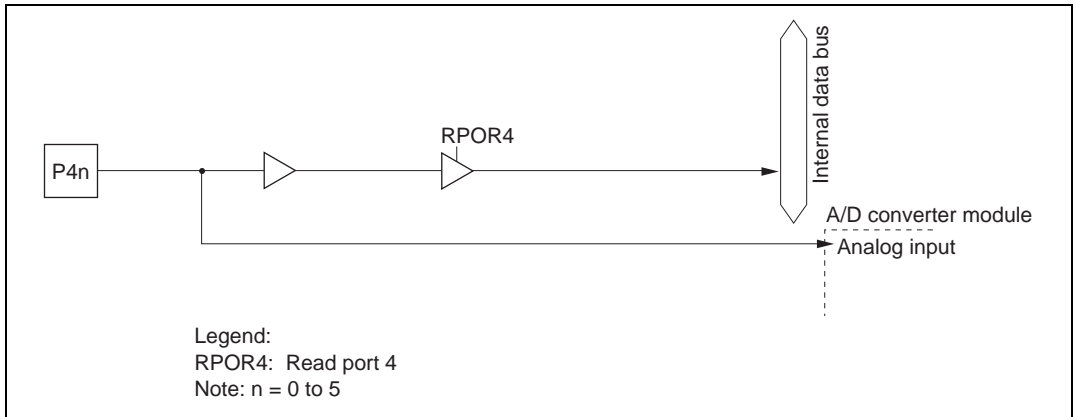 RPOR4
P4n
Internal data bus
A/D converter module
Analog input
Legend:
RPOR4: Read port 4
Note: n = 0 to 5